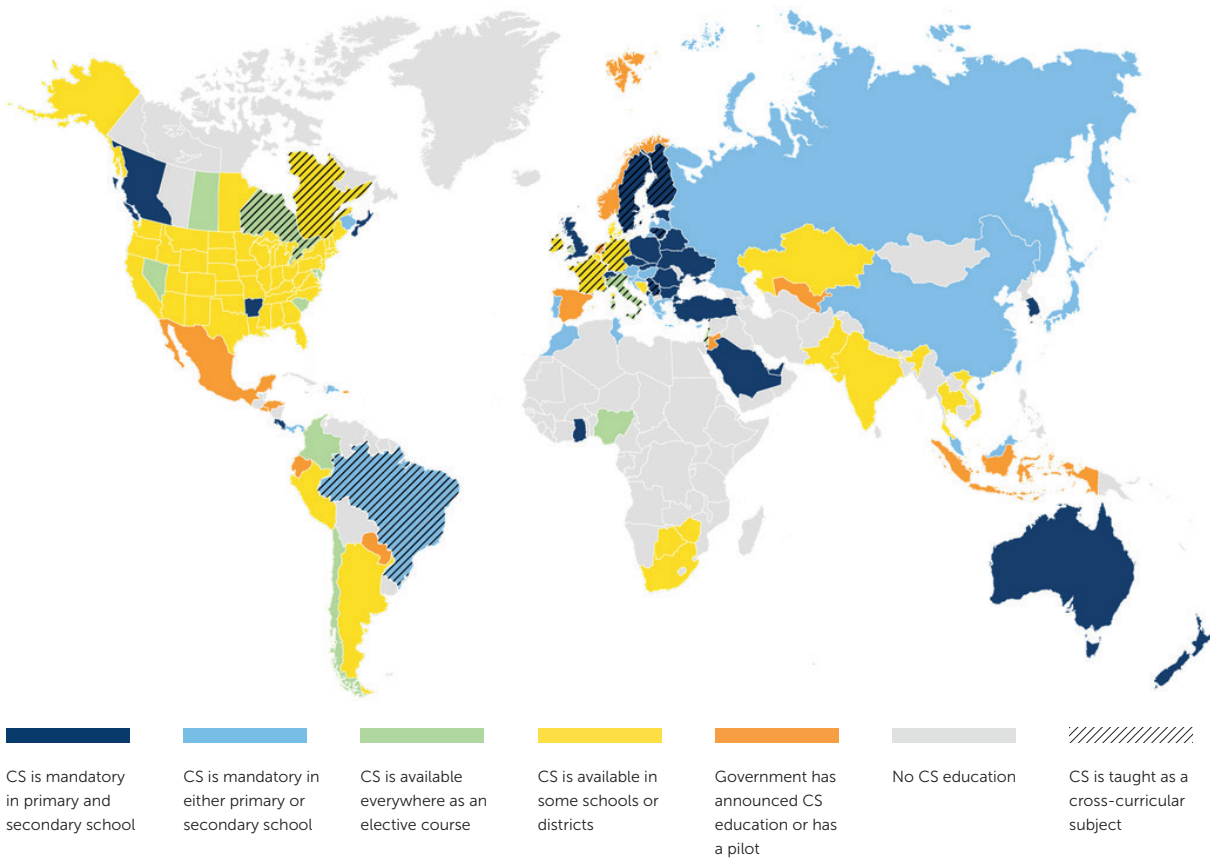 CS is mandatory
in primary and
secondary school
CS is mandatory in
either primary or
secondary school
CS is available
everywhere as an
elective course
CS is available in
some schools or
districts
Government has
announced CS
education or has
a pilot
No CS education
CS is taught as a
cross-curricular
subject